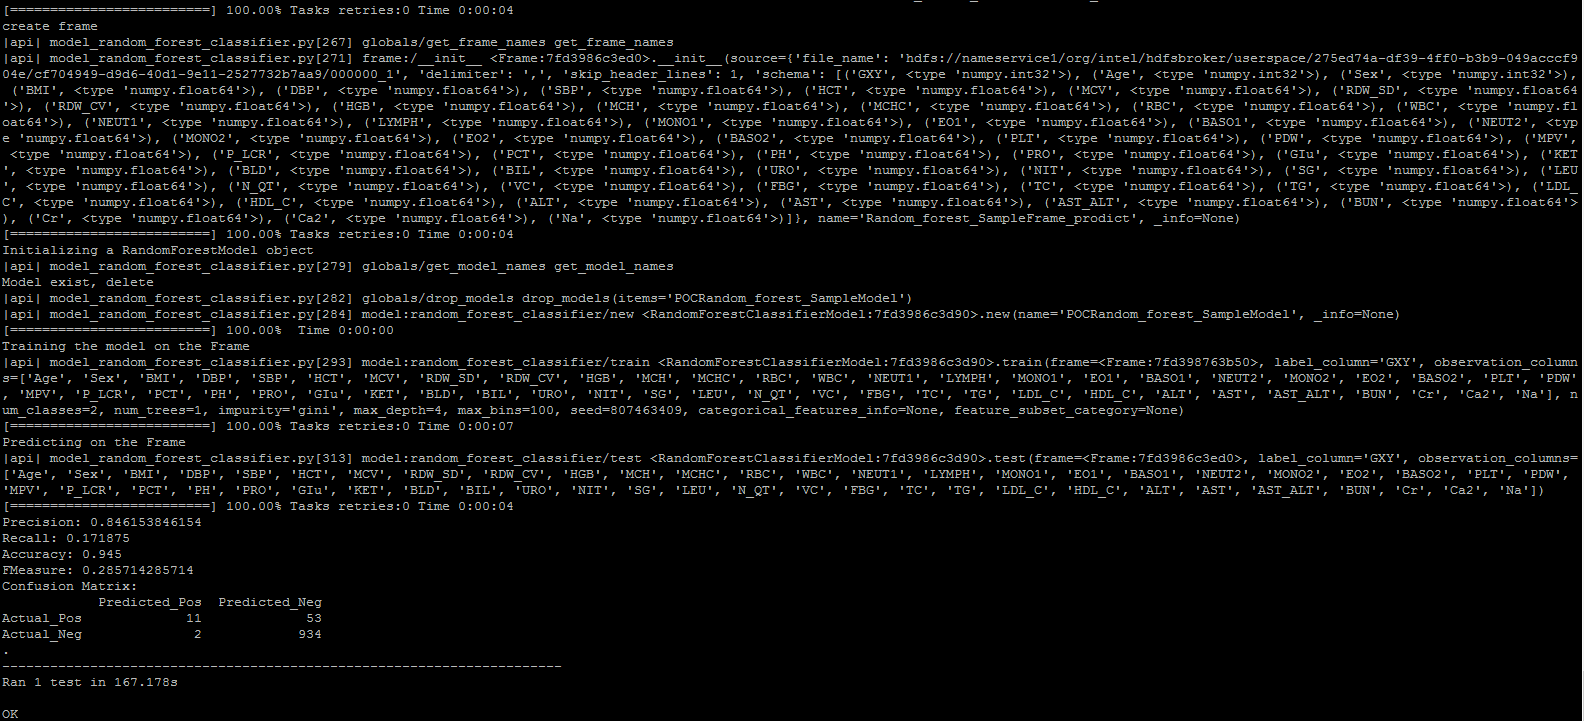 [=========================] 100.00% Tasks retries:0 Time 0:00:04
create frame
|api| model_random_forest_classifier.py[267] globals/get_frame_names get_frame_names
|api| model_random_forest_classifier.py[271] frame:/__init__ <Frame:7fd3986c3ed0>.__init__(source={'file_name': 'hdfs://nameservice1/org/intel/hdfsbroker/userspace/275ed74a-df39-4ff0-b3b9-049acccf9
04e/cf704949-d9d6-40d1-9e11-2527732b7aa9/000000_1', 'delimiter': ',', 'skip_header_lines': 1, 'schema': [('GXY', <type 'numpy.int32'>), ('Age', <type 'numpy.int32'>), ('Sex', <type 'numpy.int32'>),
 ('BMI', <type 'numpy.float64'>), ('DBP', <type 'numpy.float64'>), ('SBP', <type 'numpy.float64'>), ('HCT', <type 'numpy.float64'>), ('MCV', <type 'numpy.float64'>), ('RDW_SD', <type 'numpy.float64
'>), ('RDW_CV', <type 'numpy.float64'>), ('HGB', <type 'numpy.float64'>), ('MCH', <type 'numpy.float64'>), ('MCHC', <type 'numpy.float64'>), ('RBC', <type 'numpy.float64'>), ('WBC', <type 'numpy.fl
oat64'>), ('NEUT1', <type 'numpy.float64'>), ('LYMPH', <type 'numpy.float64'>), ('MONO1', <type 'numpy.float64'>), ('EO1', <type 'numpy.float64'>), ('BASO1', <type 'numpy.float64'>), ('NEUT2', <typ
e 'numpy.float64'>), ('MONO2', <type 'numpy.float64'>), ('EO2', <type 'numpy.float64'>), ('BASO2', <type 'numpy.float64'>), ('PLT', <type 'numpy.float64'>), ('PDW', <type 'numpy.float64'>), ('MPV',
 <type 'numpy.float64'>), ('P_LCR', <type 'numpy.float64'>), ('PCT', <type 'numpy.float64'>), ('PH', <type 'numpy.float64'>), ('PRO', <type 'numpy.float64'>), ('GIu', <type 'numpy.float64'>), ('KET
', <type 'numpy.float64'>), ('BLD', <type 'numpy.float64'>), ('BIL', <type 'numpy.float64'>), ('URO', <type 'numpy.float64'>), ('NIT', <type 'numpy.float64'>), ('SG', <type 'numpy.float64'>), ('LEU
', <type 'numpy.float64'>), ('N_QT', <type 'numpy.float64'>), ('VC', <type 'numpy.float64'>), ('FBG', <type 'numpy.float64'>), ('TC', <type 'numpy.float64'>), ('TG', <type 'numpy.float64'>), ('LDL_
C', <type 'numpy.float64'>), ('HDL_C', <type 'numpy.float64'>), ('ALT', <type 'numpy.float64'>), ('AST', <type 'numpy.float64'>), ('AST_ALT', <type 'numpy.float64'>), ('BUN', <type 'numpy.float64'>
), ('Cr', <type 'numpy.float64'>), ('Ca2', <type 'numpy.float64'>), ('Na', <type 'numpy.float64'>)]}, name='Random_forest_SampleFrame_prodict', _info=None)
[=========================] 100.00% Tasks retries:0 Time 0:00:04
Initializing a RandomForestModel object
|api| model_random_forest_classifier.py[279] globals/get_model_names get_model_names
Model exist, delete
|api| model_random_forest_classifier.py[282] globals/drop_models drop_models(items='POCRandom_forest_SampleModel')
|api| model_random_forest_classifier.py[284] model:random_forest_classifier/new <RandomForestClassifierModel:7fd3986c3d90>.new(name='POCRandom_forest_SampleModel', _info=None)
[=========================] 100.00%  Time 0:00:00
Training the model on the Frame
|api| model_random_forest_classifier.py[293] model:random_forest_classifier/train <RandomForestClassifierModel:7fd3986c3d90>.train(frame=<Frame:7fd398763b50>, label_column='GXY', observation_column
s=['Age', 'Sex', 'BMI', 'DBP', 'SBP', 'HCT', 'MCV', 'RDW_SD', 'RDW_CV', 'HGB', 'MCH', 'MCHC', 'RBC', 'WBC', 'NEUT1', 'LYMPH', 'MONO1', 'EO1', 'BASO1', 'NEUT2', 'MONO2', 'EO2', 'BASO2', 'PLT', 'PDW'
, 'MPV', 'P_LCR', 'PCT', 'PH', 'PRO', 'GIu', 'KET', 'BLD', 'BIL', 'URO', 'NIT', 'SG', 'LEU', 'N_QT', 'VC', 'FBG', 'TC', 'TG', 'LDL_C', 'HDL_C', 'ALT', 'AST', 'AST_ALT', 'BUN', 'Cr', 'Ca2', 'Na'], n
um_classes=2, num_trees=1, impurity='gini', max_depth=4, max_bins=100, seed=807463409, categorical_features_info=None, feature_subset_category=None)
[=========================] 100.00% Tasks retries:0 Time 0:00:07
Predicting on the Frame
|api| model_random_forest_classifier.py[313] model:random_forest_classifier/test <RandomForestClassifierModel:7fd3986c3d90>.test(frame=<Frame:7fd3986c3ed0>, label_column='GXY', observation_columns=
['Age', 'Sex', 'BMI', 'DBP', 'SBP', 'HCT', 'MCV', 'RDW_SD', 'RDW_CV', 'HGB', 'MCH', 'MCHC', 'RBC', 'WBC', 'NEUT1', 'LYMPH', 'MONO1', 'EO1', 'BASO1', 'NEUT2', 'MONO2', 'EO2', 'BASO2', 'PLT', 'PDW',
'MPV', 'P_LCR', 'PCT', 'PH', 'PRO', 'GIu', 'KET', 'BLD', 'BIL', 'URO', 'NIT', 'SG', 'LEU', 'N_QT', 'VC', 'FBG', 'TC', 'TG', 'LDL_C', 'HDL_C', 'ALT', 'AST', 'AST_ALT', 'BUN', 'Cr', 'Ca2', 'Na'])
[=========================] 100.00% Tasks retries:0 Time 0:00:04
Precision: 0.846153846154
Recall: 0.171875
Accuracy: 0.945
FMeasure: 0.285714285714
Confusion Matrix:
            Predicted_Pos  Predicted_Neg
Actual_Pos             11             53
Actual_Neg              2            934
.
----------------------------------------------------------------------
Ran 1 test in 167.178s
OK